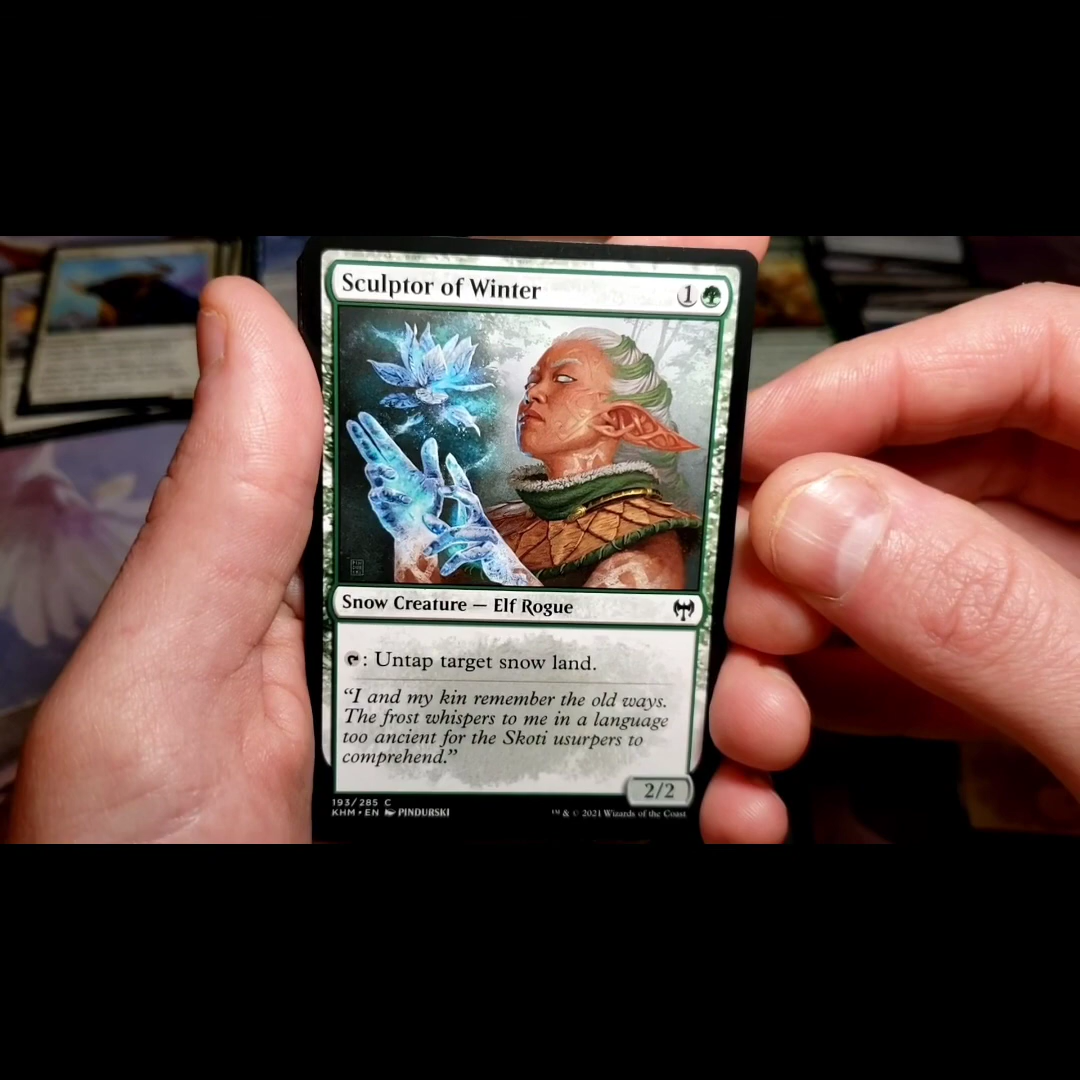 Sculptor of Winter 1
Snow Creature — Elf Rogue
: Untap target snow land.
“I and my kin remember the old ways.
The frost whispers to me in a language
too ancient for the Skoti usurpers to
comprehend.”
2/2
193/285 C
KHM • EN PINDURSKI
™ & © 2021 Wizards of the Coast